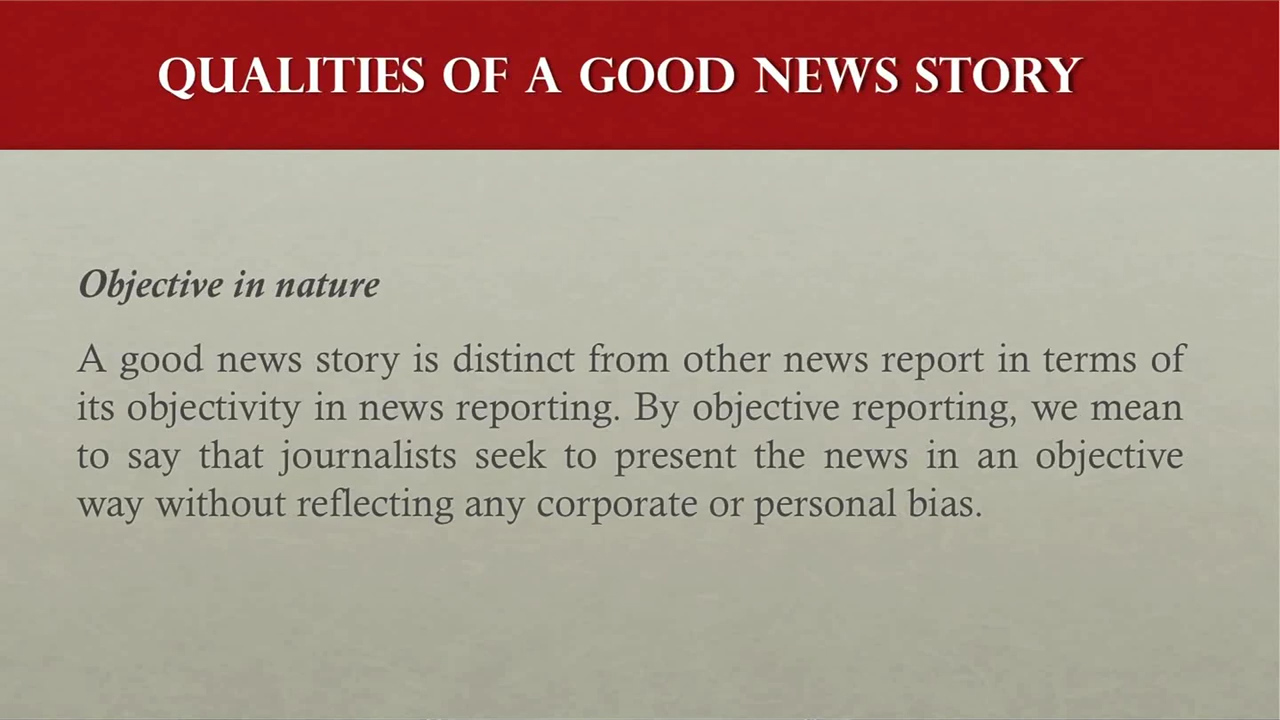 QUALITIES OF A GOOD NEWS STORY
Objective in nature
A good news story is distinct from other news report in terms of
its objectivity in news reporting. By objective reporting, we mean
to say that journalists seek to present the news in an objective
way without reflecting any corporate or personal bias.